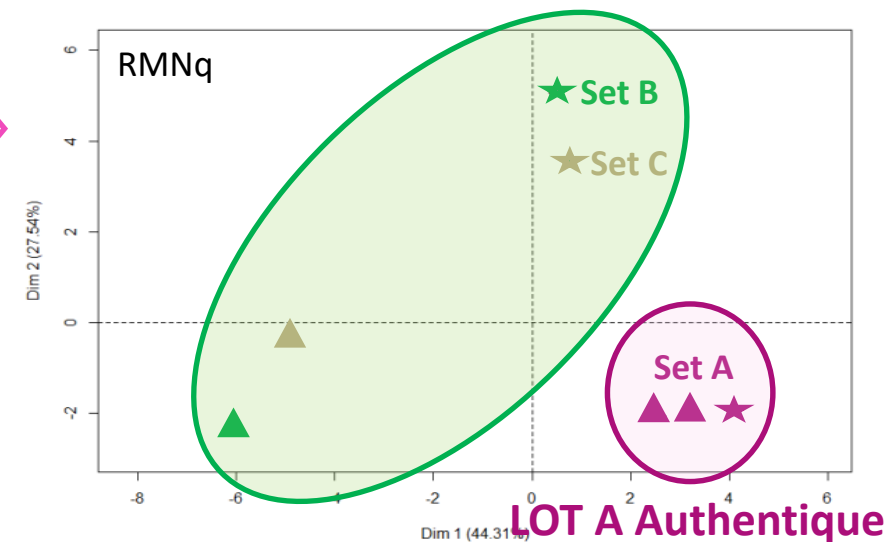 RMNq
6
4
2
0
-2
Dim 2 (27.54%)
Set B
Set C
Set A
-8 -6 -4 -2 0 2 4 6
Dim 1 (44.31%)
LOT A Authentique